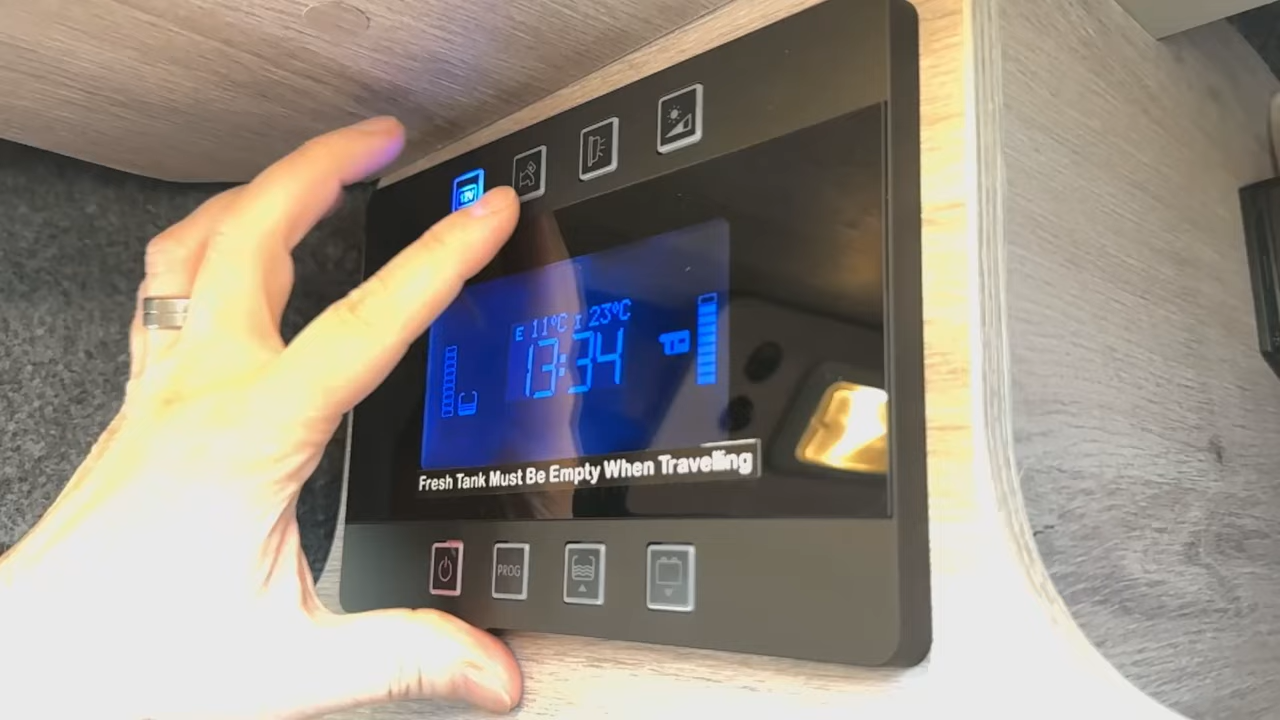 12V
E 11°C I 23°C
13:34
Fresh Tank Must Be Empty When Travelling
PROG